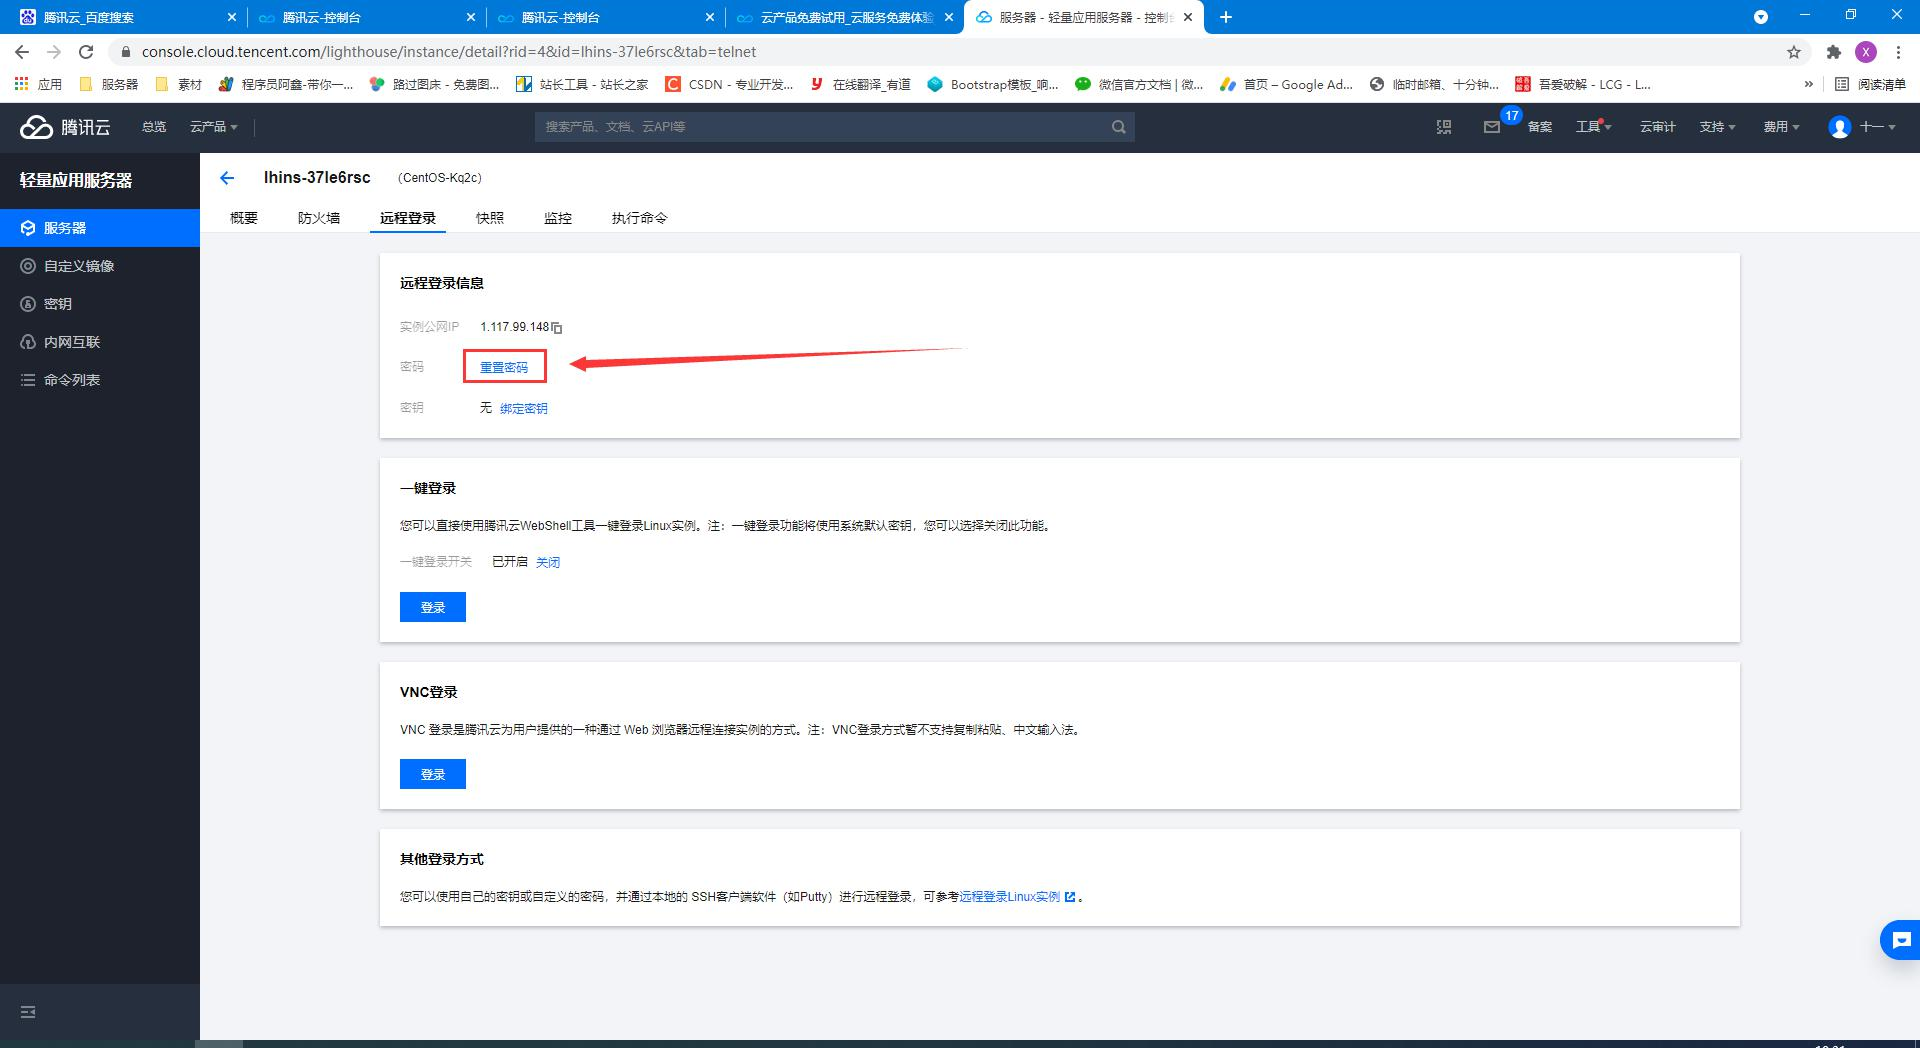 腾讯云_百度搜索
腾讯云-控制台
腾讯云-控制台
云产品免费试用_云服务免费体验
服务器 - 轻量应用服务器 - 控制台
console.cloud.tencent.com/lighthouse/instance/detail?rid=4&id=lhins-37le6rsc&tab=telnet
X
应用
服务器
素材
程序员阿鑫-带你一...
路过图床 - 免费图...
站长工具 - 站长之家
CSDN - 专业开发...
在线翻译_有道
Bootstrap模板_响...
微信官方文档 | 微...
首页 – Google Ad...
临时邮箱、十分钟...
吾爱破解 - LCG - L...
»
阅读清单
腾讯云
总览
云产品
搜索产品、文档、云API等
17
备案
工具
云审计
支持
费用
十一
轻量应用服务器
服务器
自定义镜像
密钥
内网互联
命令列表
lhins-37le6rsc
(CentOS-Kq2c)
概要
防火墙
远程登录
快照
监控
执行命令
远程登录信息
实例公网IP 1.117.99.148
密码 重置密码
密钥 无 绑定密钥
一键登录
您可以直接使用腾讯云WebShell工具一键登录Linux实例。注：一键登录功能将使用系统默认密钥，您可以选择关闭此功能。
一键登录开关 已开启 关闭
登录
VNC登录
VNC 登录是腾讯云为用户提供的一种通过 Web 浏览器远程连接实例的方式。注：VNC登录方式暂不支持复制粘贴、中文输入法。
登录
其他登录方式
您可以使用自己的密钥或自定义的密码，并通过本地的 SSH客户端软件（如Putty）进行远程登录，可参考远程登录Linux实例 。